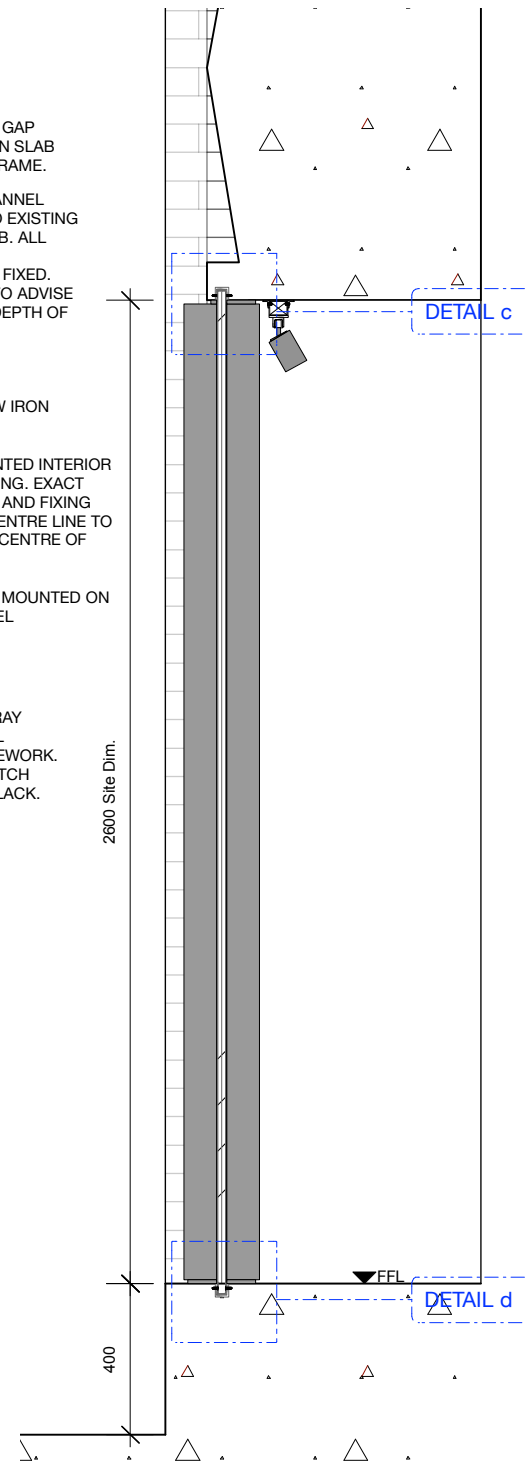 GAP
N SLAB
RAME.
ANNEL
O EXISTING
B. ALL
FIXED.
TO ADVISE
DEPTH OF
DETAIL c
W IRON
NTED INTERIOR
NG. EXACT
AND FIXING
ENTRE LINE TO
CENTRE OF
MOUNTED ON
EL
RAY
L
EWORK.
TCH
LACK.
2600 Site Dim.
FFL
DETAIL d
400